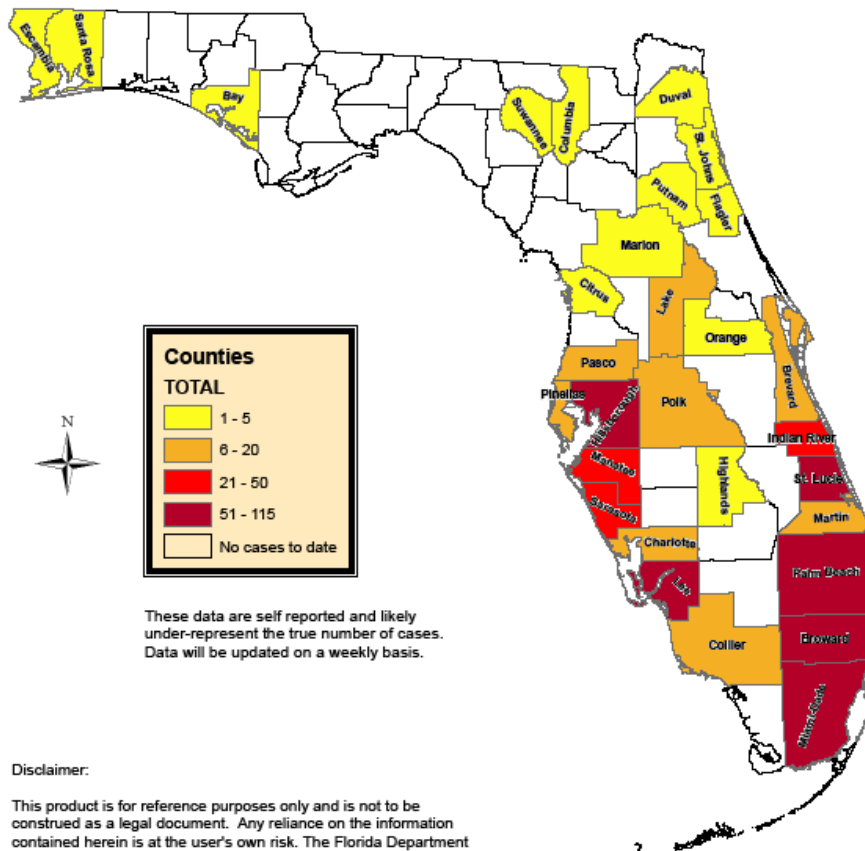 Escambia
Santa Rosa
Bay
Suwannee
Columbia
Duval
St. Johns
Putnam
Flagler
Marion
Citrus
Lake
Orange
Pasco
Pinellas
Hillsborough
Polk
Brevard
Indian River
Manatee
Highlands
St. Lucie
Sarasota
Martin
Charlotte
Lee
Palm Beach
Collier
Broward
Miami-Dade
Counties
TOTAL
1 - 5
6 - 20
21 - 50
51 - 115
No cases to date
N
These data are self reported and likely
under-represent the true number of cases.
Data will be updated on a weekly basis.
Disclaimer:
This product is for reference purposes only and is not to be
construed as a legal document. Any reliance on the information
contained herein is at the user's own risk. The Florida Department